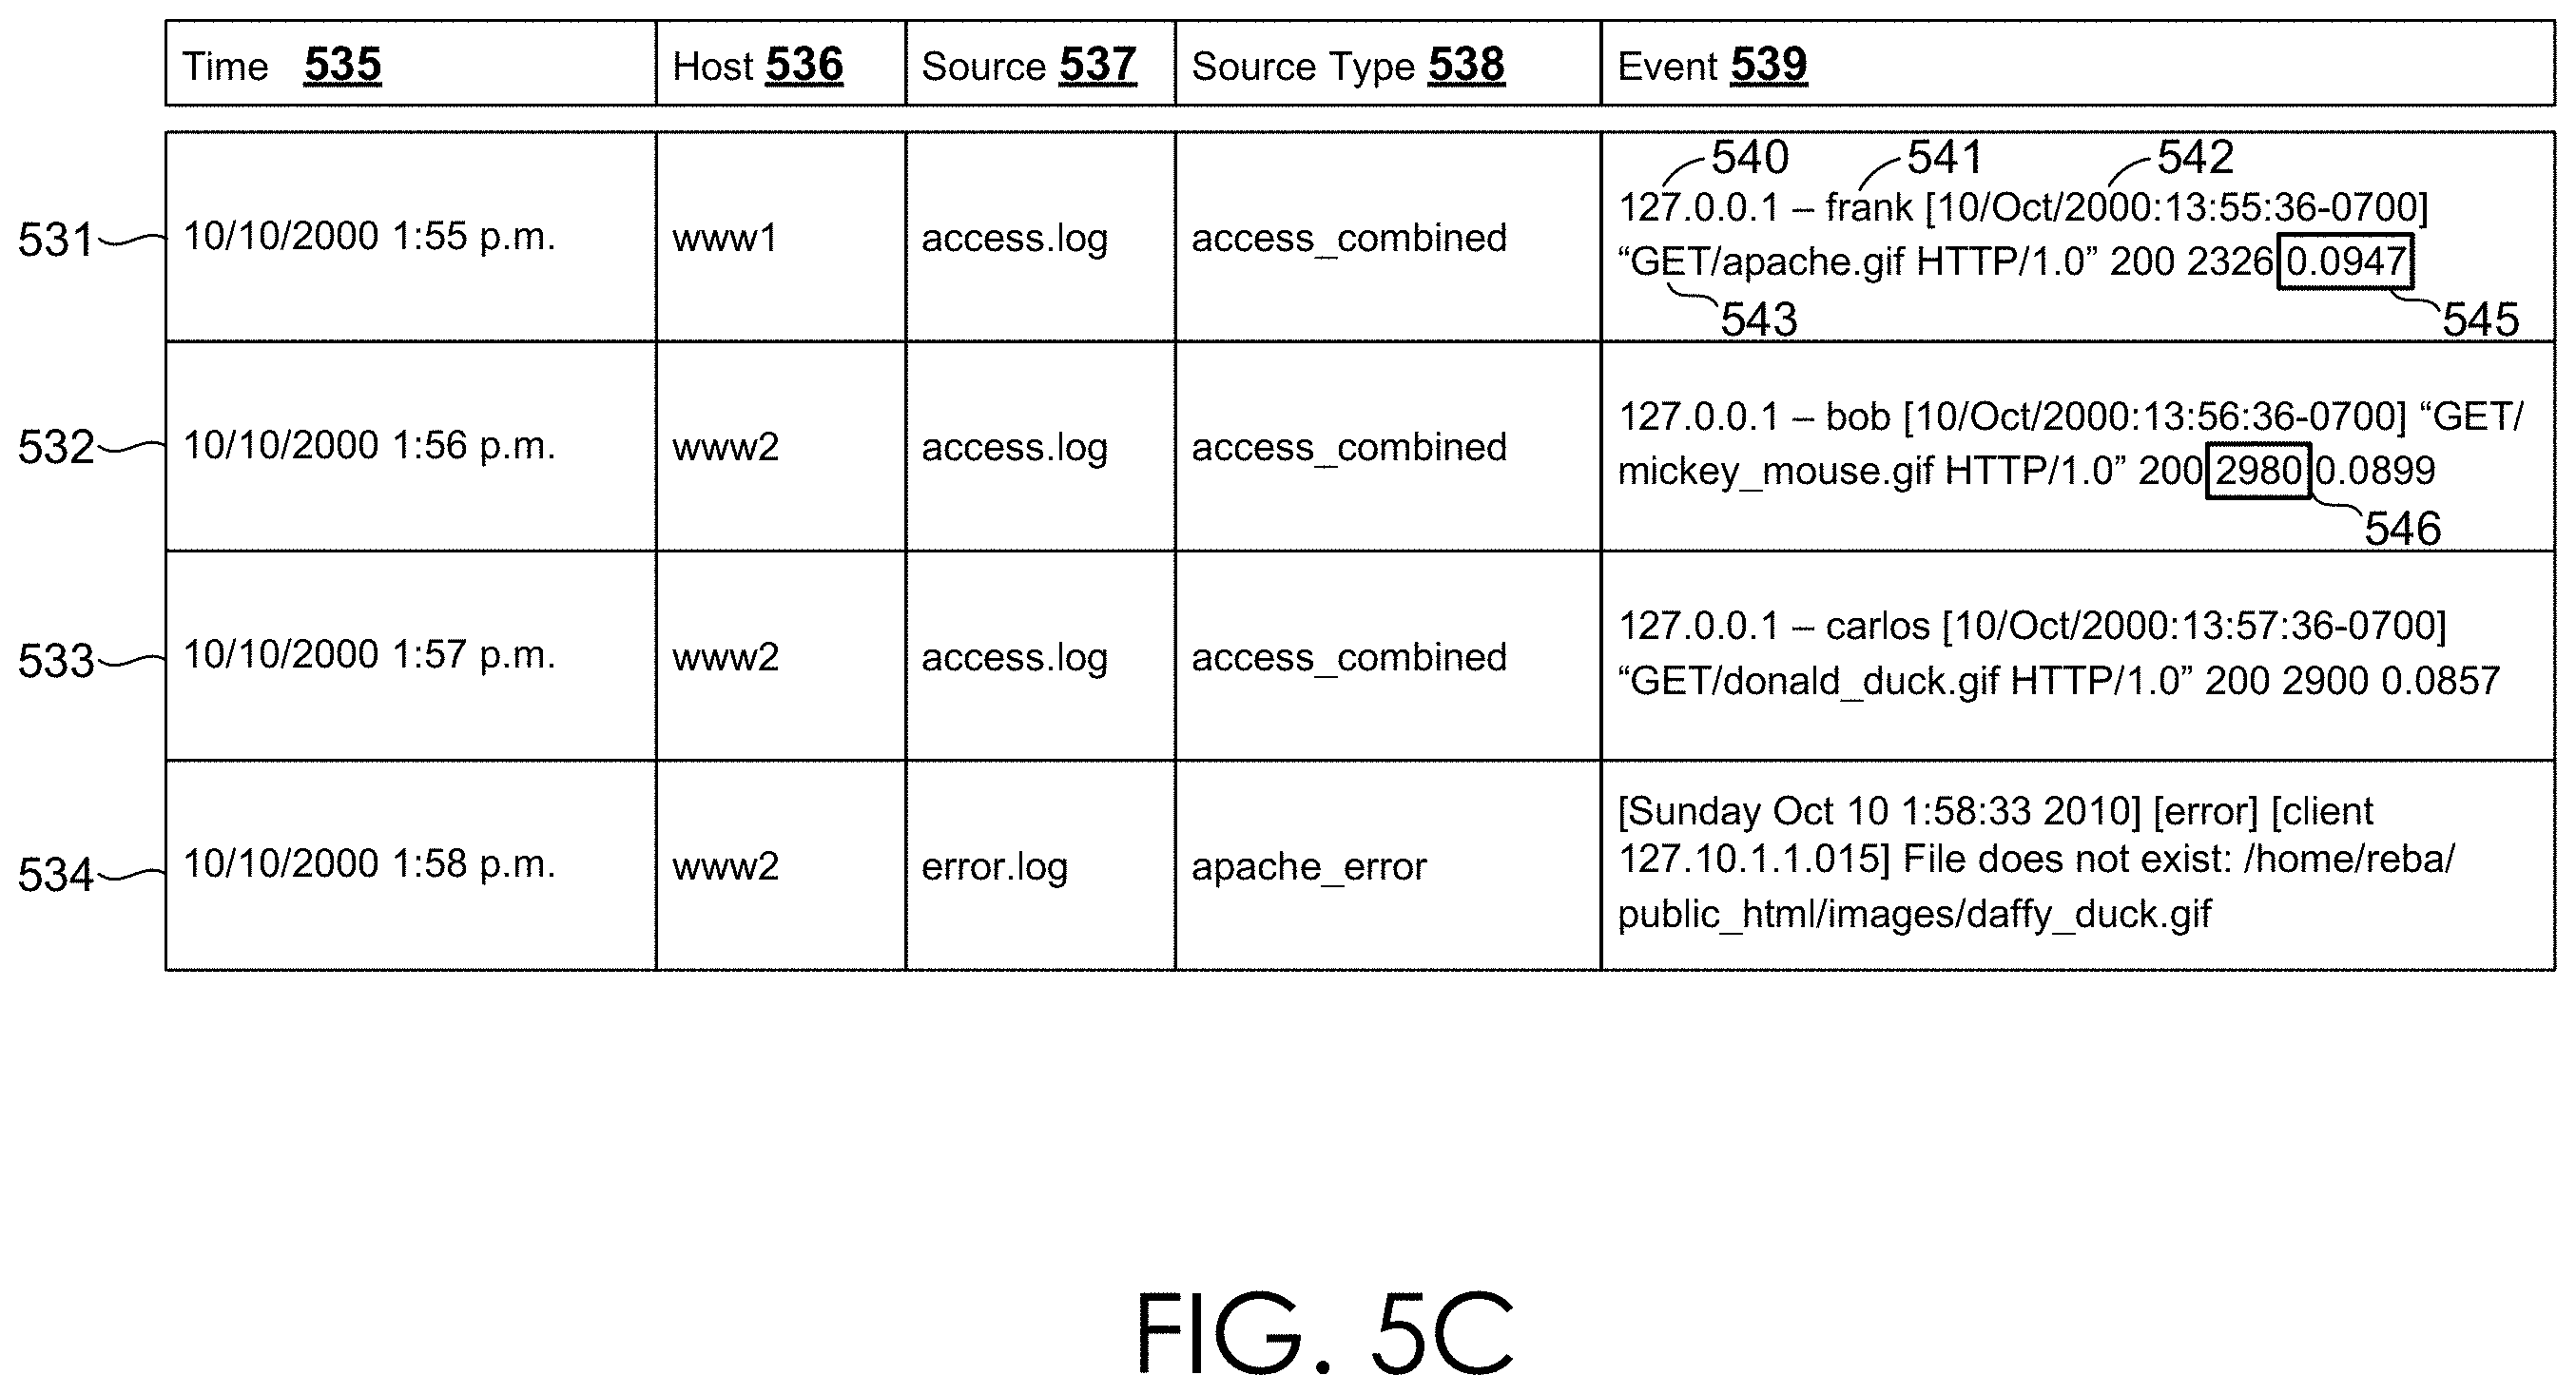 Time 535 Host 536 Source 537 Source Type 538 Event 539
540 541 542
531 10/10/2000 1:55 p.m. www1 access.log access_combined 127.0.0.1 – frank [10/Oct/2000:13:55:36-0700]
“GET/apache.gif HTTP/1.0” 200 2326 0.0947
543 545
532 10/10/2000 1:56 p.m. www2 access.log access_combined 127.0.0.1 – bob [10/Oct/2000:13:56:36-0700] “GET/
mickey_mouse.gif HTTP/1.0” 200 2980 0.0899
546
533 10/10/2000 1:57 p.m. www2 access.log access_combined 127.0.0.1 – carlos [10/Oct/2000:13:57:36-0700]
“GET/donald_duck.gif HTTP/1.0” 200 2900 0.0857
534 10/10/2000 1:58 p.m. www2 error.log apache_error [Sunday Oct 10 1:58:33 2010] [error] [client
127.10.1.1.015] File does not exist: /home/reba/
public_html/images/daffy_duck.gif
FIG. 5C